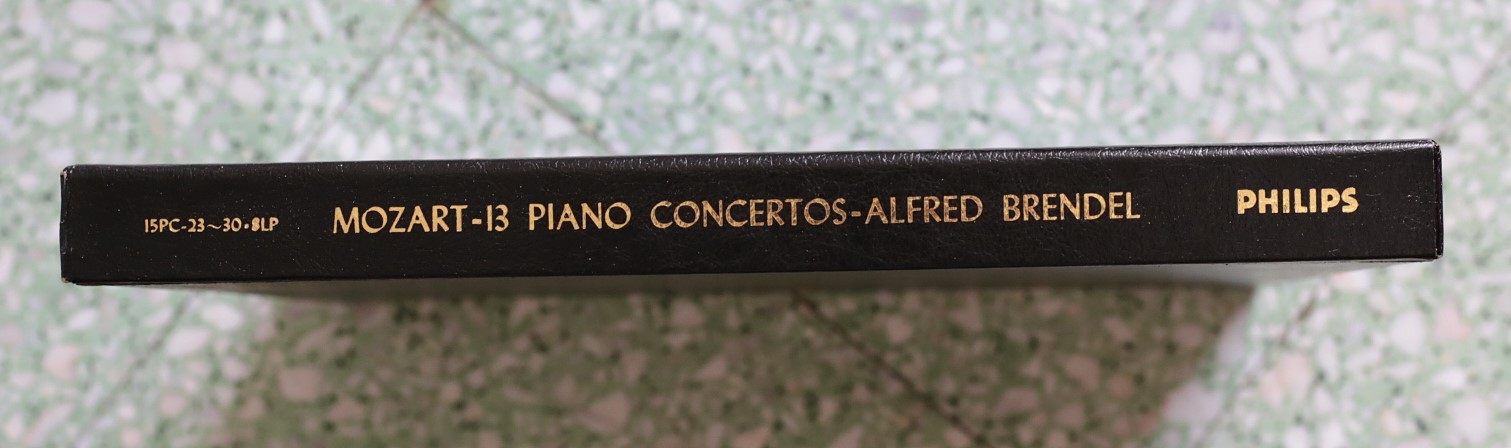 15PC-23~30·8LP MOZART-13 PIANO CONCERTOS-ALFRED BRENDEL PHILIPS